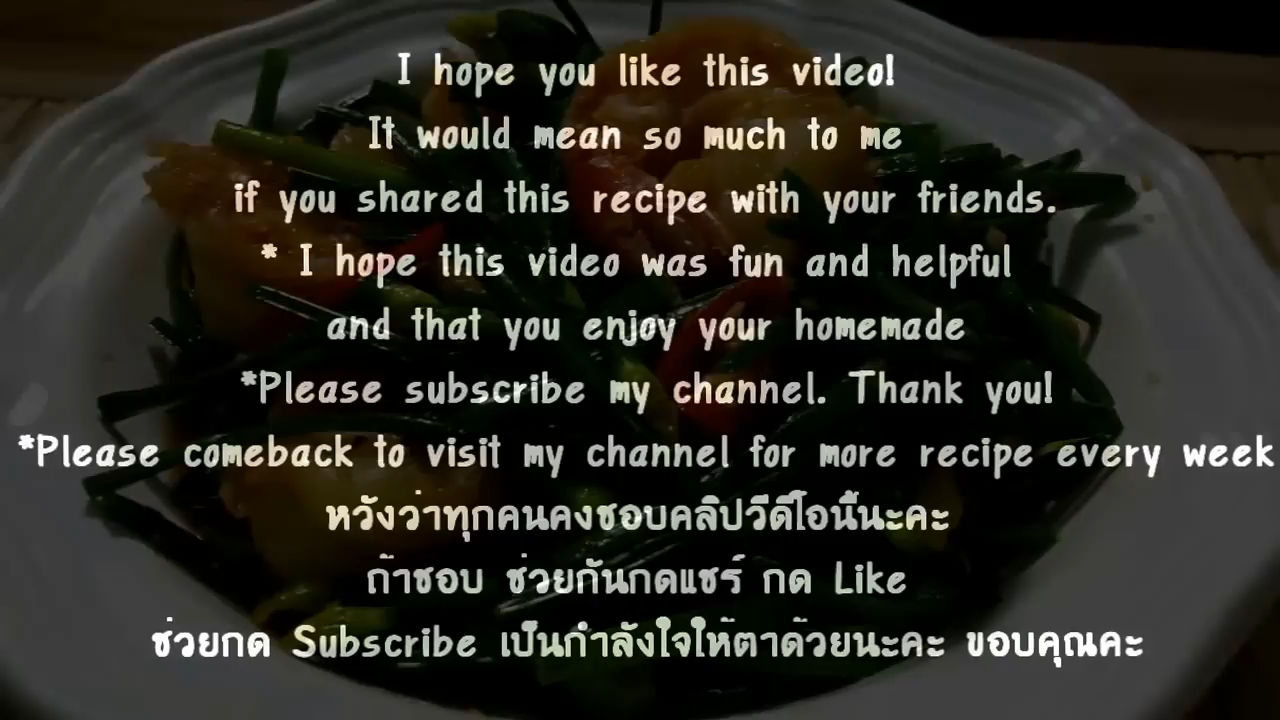 I hope you like this video!
It would mean so much to me
if you shared this recipe with your friends.
* I hope this video was fun and helpful
and that you enjoy your homemade
*Please subscribe my channel. Thank you!
*Please comeback to visit my channel for more recipe every week
หวังว่าทุกคนคงชอบคลิปวีดีโอนี้นะคะ
ถ้าชอบ ช่วยกันกดแชร์ กด Like
ช่วยกด Subscribe เป็นกำลังใจให้ตาด้วยนะคะ ขอบคุณคะ